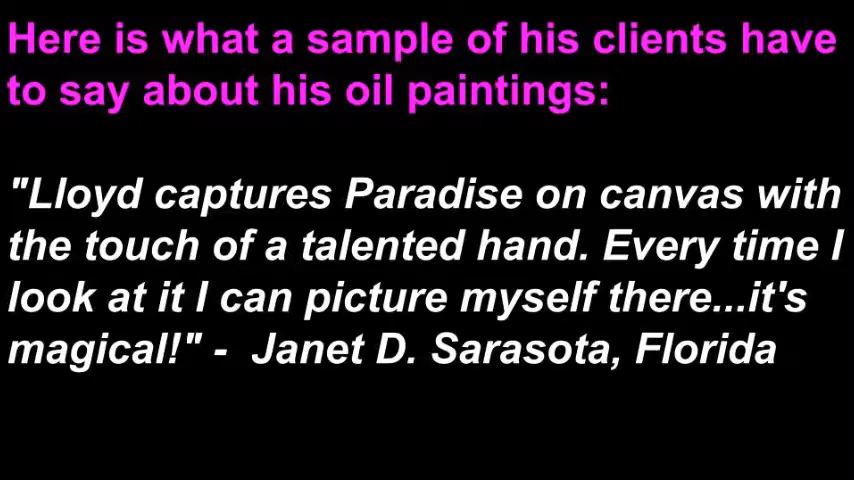 Here is what a sample of his clients have
to say about his oil paintings:
"Lloyd captures Paradise on canvas with
the touch of a talented hand. Every time I
look at it I can picture myself there...it's
magical!" -  Janet D. Sarasota, Florida